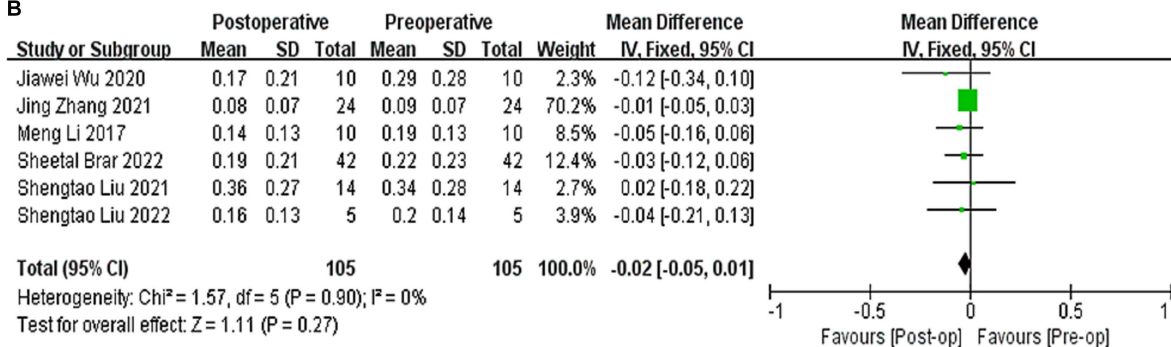 B
Postoperative Preoperative Mean Difference Mean Difference
Study or Subgroup Mean SD Total Mean SD Total Weight IV, Fixed, 95% CI IV, Fixed, 95% CI
Jiawei Wu 2020 0.17 0.21 10 0.29 0.28 10 2.3% -0.12 [-0.34, 0.10]
Jing Zhang 2021 0.08 0.07 24 0.09 0.07 24 70.2% -0.01 [-0.05, 0.03]
Meng Li 2017 0.14 0.13 10 0.19 0.13 10 8.5% -0.05 [-0.16, 0.06]
Sheetal Brar 2022 0.19 0.21 42 0.22 0.23 42 12.4% -0.03 [-0.12, 0.06]
Shengtao Liu 2021 0.36 0.27 14 0.34 0.28 14 2.7% 0.02 [-0.18, 0.22]
Shengtao Liu 2022 0.16 0.13 5 0.2 0.14 5 3.9% -0.04 [-0.21, 0.13]
Total (95% CI) 105 105 100.0% -0.02 [-0.05, 0.01]
Heterogeneity: Chi² = 1.57, df = 5 (P = 0.90); I² = 0%
Test for overall effect: Z = 1.11 (P = 0.27)
-1 -0.5 0 0.5 1
Favours [Post-op] Favours [Pre-op]